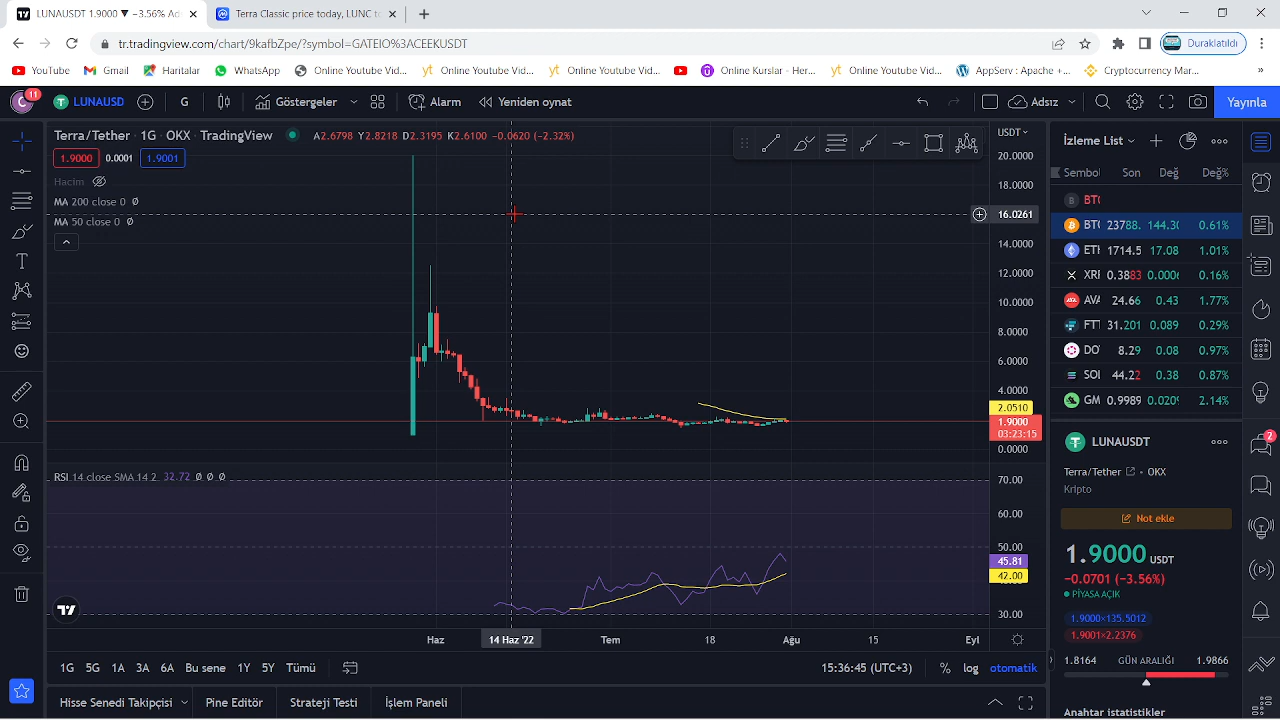 LUNAUSDT 1.9000 ▼ −3.56% Ad
Terra Classic price today, LUNC to
tr.tradingview.com/chart/9kafbZpe/?symbol=GATEIO%3ACEEKUSDT
Duraklatıldı
YouTube
Gmail
Haritalar
WhatsApp
Online Youtube Vid...
Online Youtube Vid...
Online Youtube Vid...
Online Kurslar - Her...
Online Youtube Vid...
AppServ : Apache +...
Cryptocurrency Mar...
»
C 11
LUNAUSD
G
Göstergeler
Alarm
Yeniden oynat
Adsız
Yayınla
Terra/Tether · 1G · OKX · TradingView
A2.6798 Y2.8218 D2.3195 K2.6100 −0.0620 (−2.32%)
1.9000 0.0001 1.9001
Hacim
MA 200 close 0 Ø
MA 50 close 0 Ø
USDT
20.0000
18.0000
16.0261
14.0000
12.0000
10.0000
8.0000
6.0000
4.0000
2.0510
1.9000
03:23:15
0.0000
RSI 14 close SMA 14 2 32.72 Ø Ø Ø
70.00
60.00
50.00
45.81
42.00
30.00
Haz
14 Haz '22
Tem
18
Ağu
15
Eyl
1G 5G 1A 3A 6A Bu sene 1Y 5Y Tümü
15:36:45 (UTC+3)
% log otomatik
Hisse Senedi Takipçisi
Pine Editör
Strateji Testi
İşlem Paneli
İzleme List
Sembol Son Değ Değ%
BTC
BTC 23788. 144.30 0.61%
ETH 1714.5 17.08 1.01%
XRI 0.3883 0.0006 0.16%
AVA 24.66 0.43 1.77%
FTT 31.201 0.089 0.29%
DO 8.29 0.08 0.97%
SOI 44.22 0.38 0.87%
GM 0.9989 0.020 2.14%
LUNAUSDT
Terra/Tether · OKX
Kripto
Not ekle
1.9000 USDT
−0.0701 (−3.56%)
PİYASA AÇIK
1.9000×135.5012
1.9001×2.2376
1.8164 GÜN ARALIĞI 1.9866
Anahtar istatistikler
2